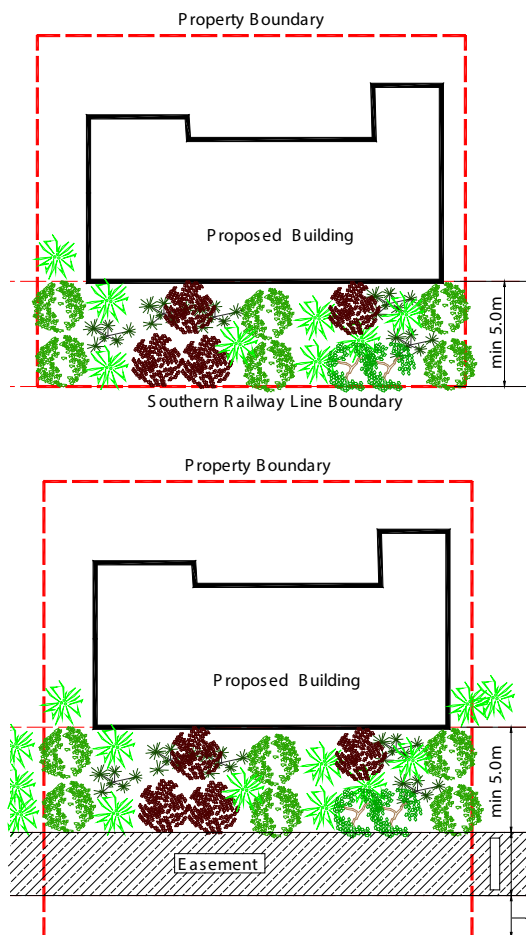 Property Boundary
Proposed Building
min 5.0m
Southern Railway Line Boundary
Property Boundary
Proposed Building
min 5.0m
Easement